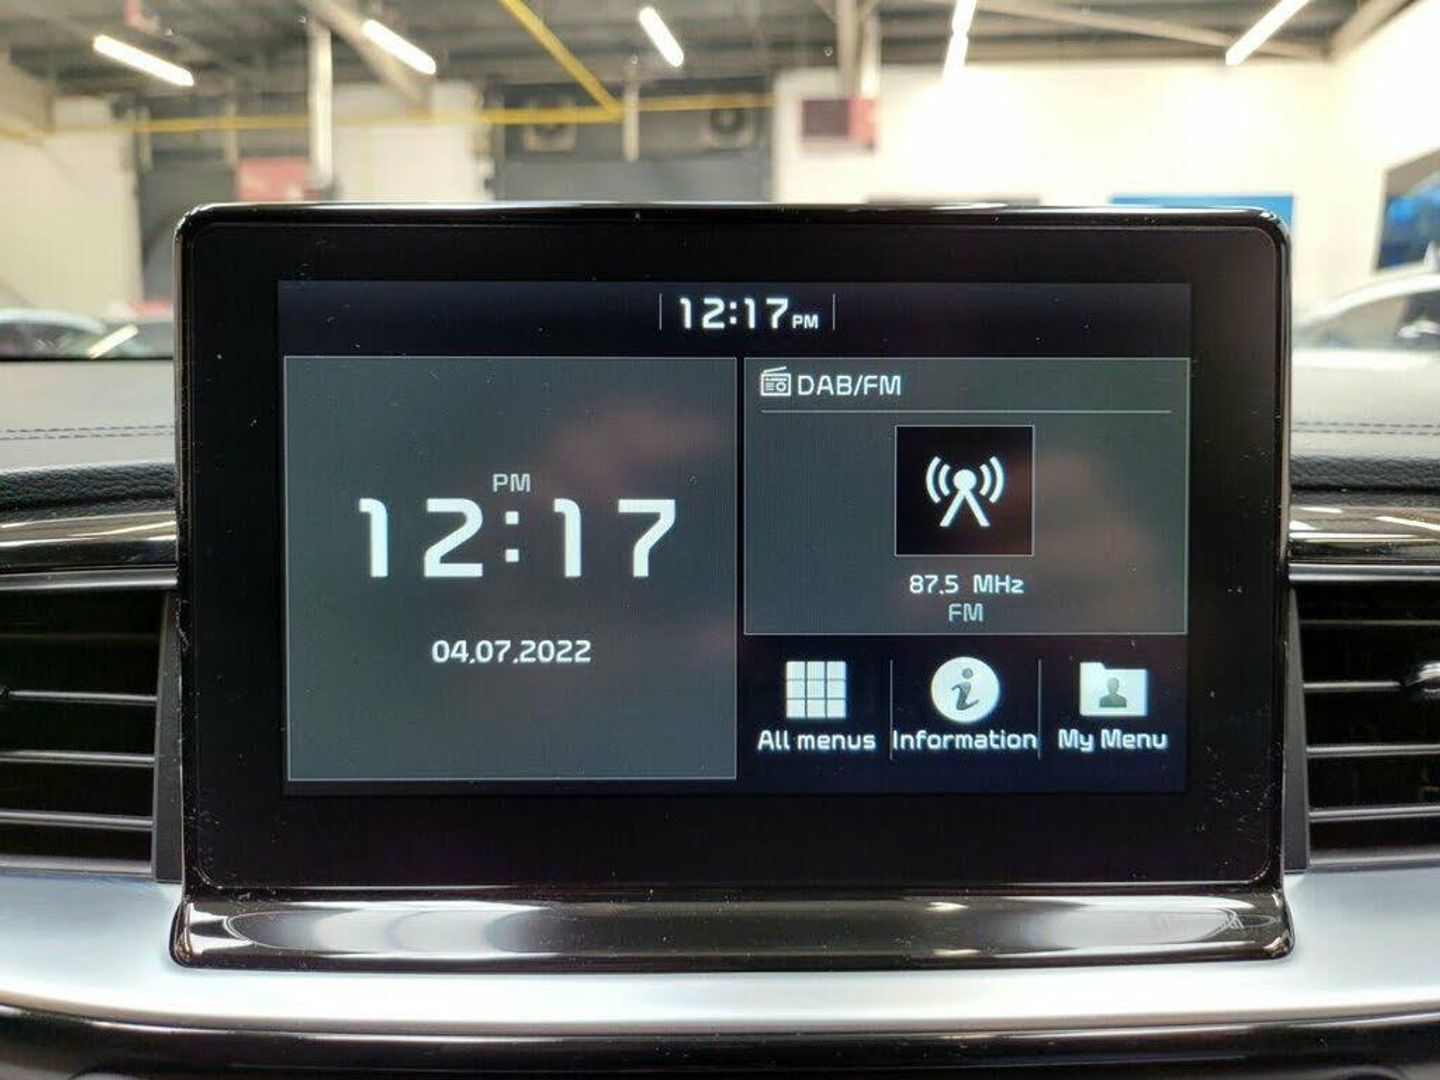 12:17 PM
PM
12:17
04.07.2022
DAB/FM
87.5 MHz
FM
All menus
Information
My Menu